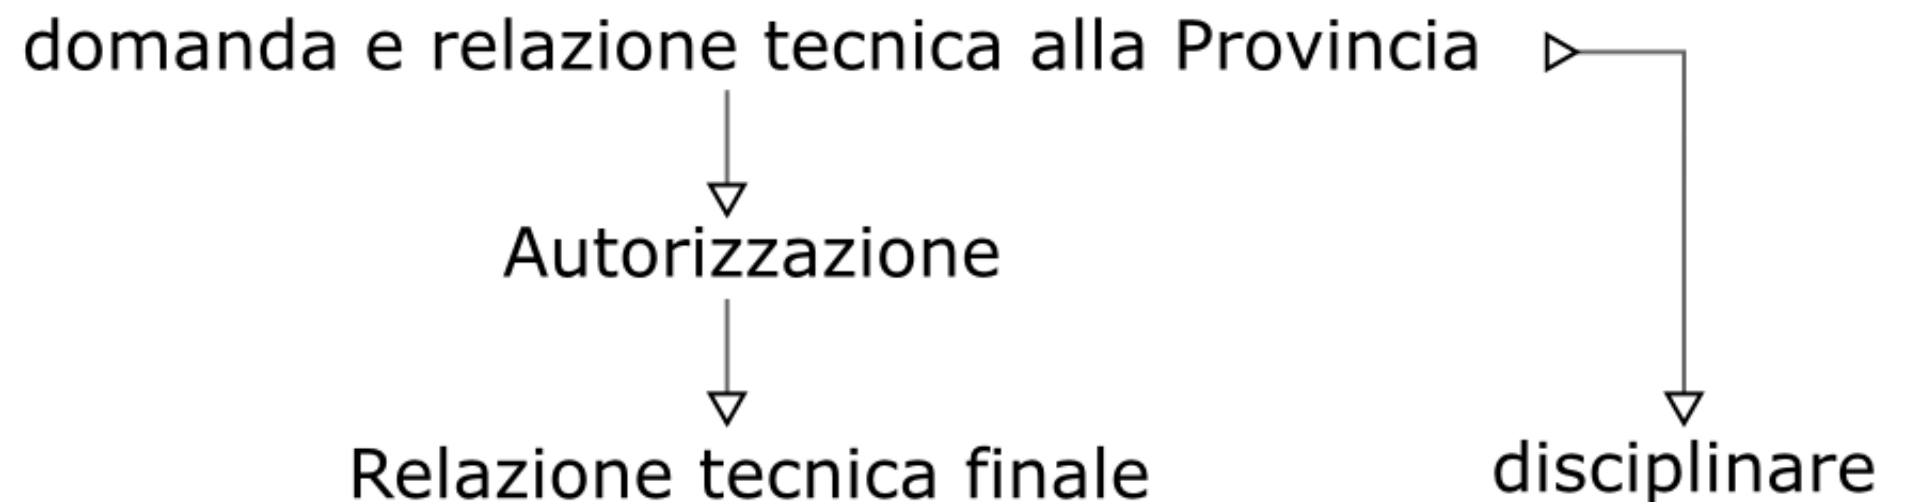 domanda e relazione tecnica alla Provincia
Autorizzazione
Relazione tecnica finale
disciplinare